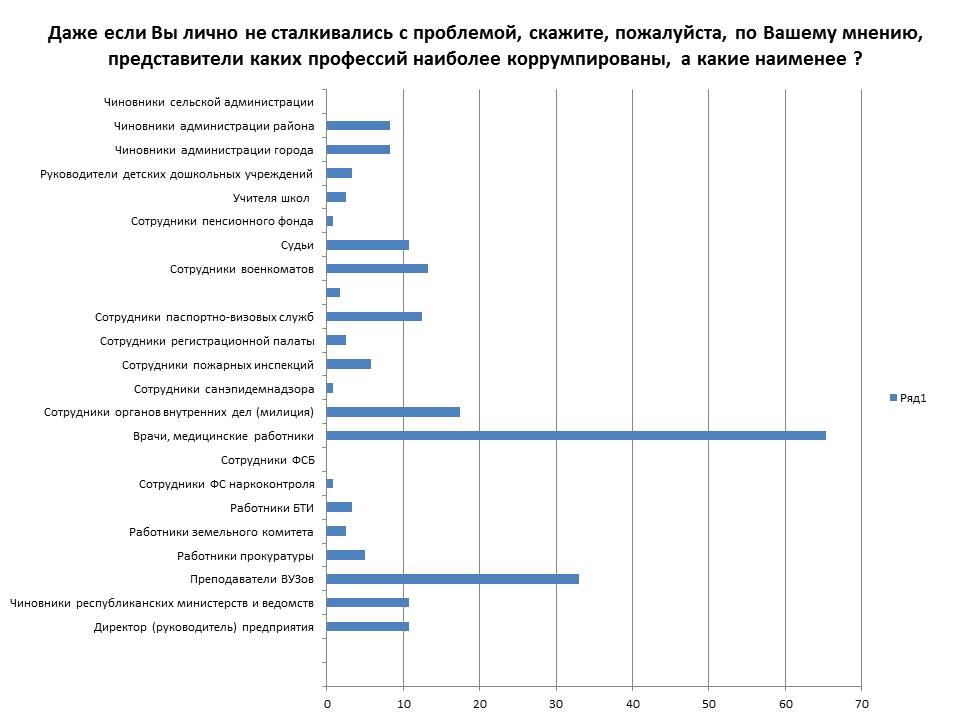 Даже если Вы лично не сталкивались с проблемой, скажите, пожалуйста, по Вашему мнению,
представители каких профессий наиболее коррумпированы, а какие наименее ?
Чиновники сельской администрации
Чиновники администрации района
Чиновники администрации города
Руководители детских дошкольных учреждений
Учителя школ
Сотрудники пенсионного фонда
Судьи
Сотрудники военкоматов
Сотрудники паспортно-визовых служб
Сотрудники регистрационной палаты
Сотрудники пожарных инспекций
Сотрудники санэпидемнадзора
Сотрудники органов внутренних дел (милиция)
Врачи, медицинские работники
Сотрудники ФСБ
Сотрудники ФС наркоконтроля
Работники БТИ
Работники земельного комитета
Работники прокуратуры
Преподаватели ВУЗов
Чиновники республиканских министерств и ведомств
Директор (руководитель) предприятия
0 10 20 30 40 50 60 70
Ряд1